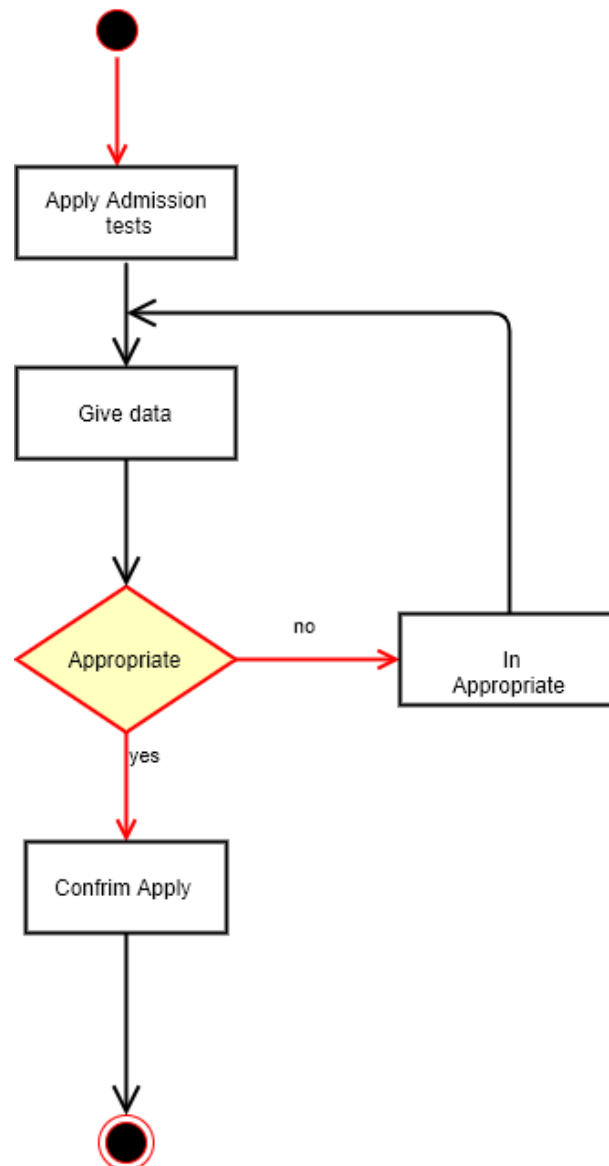 Apply Admission
tests
Give data
Appropriate
no
In
Appropriate
yes
Confrim Apply